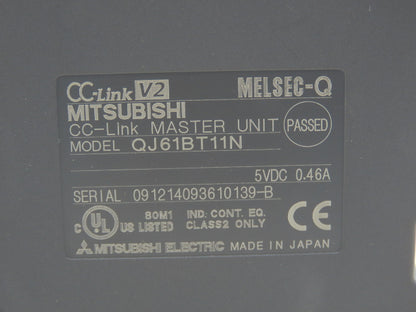 CC-Link V2 MELSEC-Q
MITSUBISHI
CC-Link MASTER UNIT PASSED
MODEL QJ61BT11N
5VDC 0.46A
SERIAL 091214093610139-B
C UL US LISTED 80M1 IND. CONT. EQ. CLASS2 ONLY CE
MITSUBISHI ELECTRIC MADE IN JAPAN